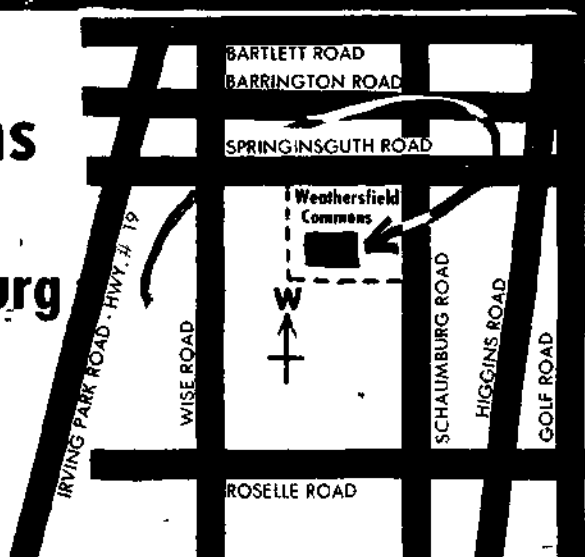 BARTLETT ROAD
BARRINGTON ROAD
SPRINGINSGUTH ROAD
Weathersfield
Commons
W
IRVING PARK ROAD - HWY. # 19
WISE ROAD
SCHAUMBURG ROAD
HIGGINS ROAD
GOLF ROAD
ROSELLE ROAD